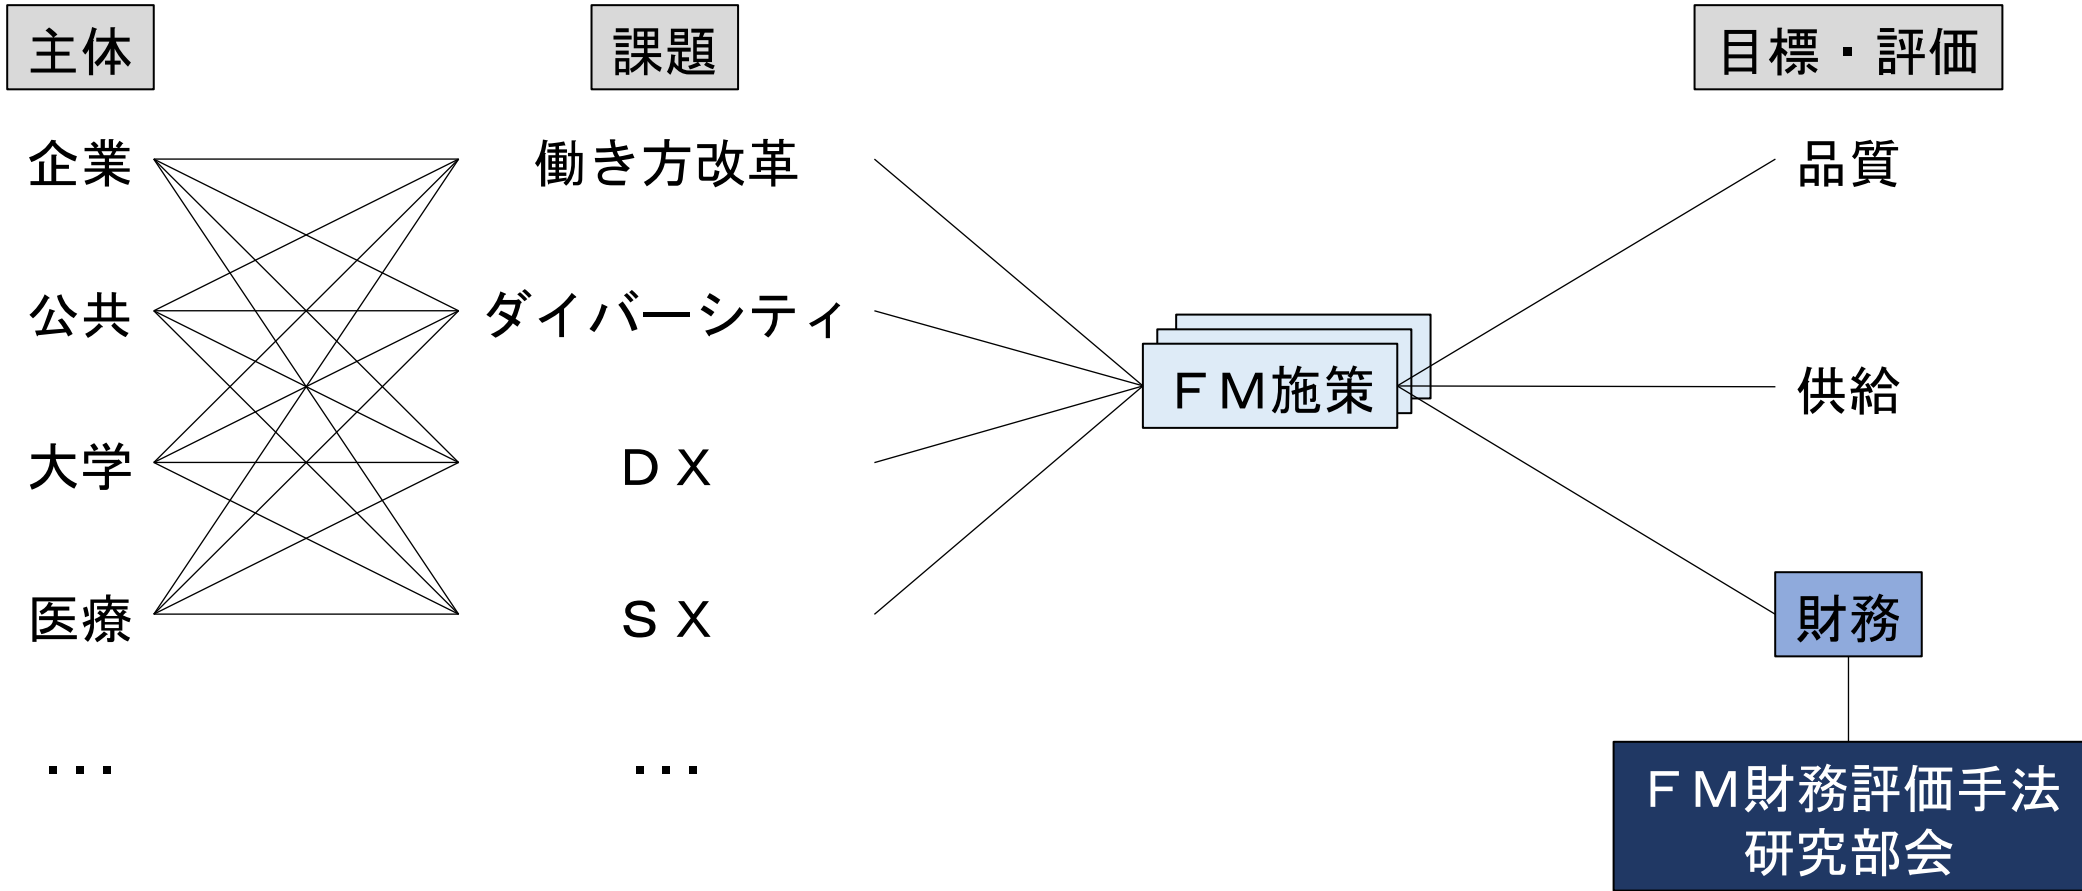 主体
課題
目標・評価
企業
働き方改革
品質
公共
ダイバーシティ
ＦＭ施策
供給
大学
ＤＸ
医療
ＳＸ
財務
・・・
・・・
ＦＭ財務評価手法
研究部会